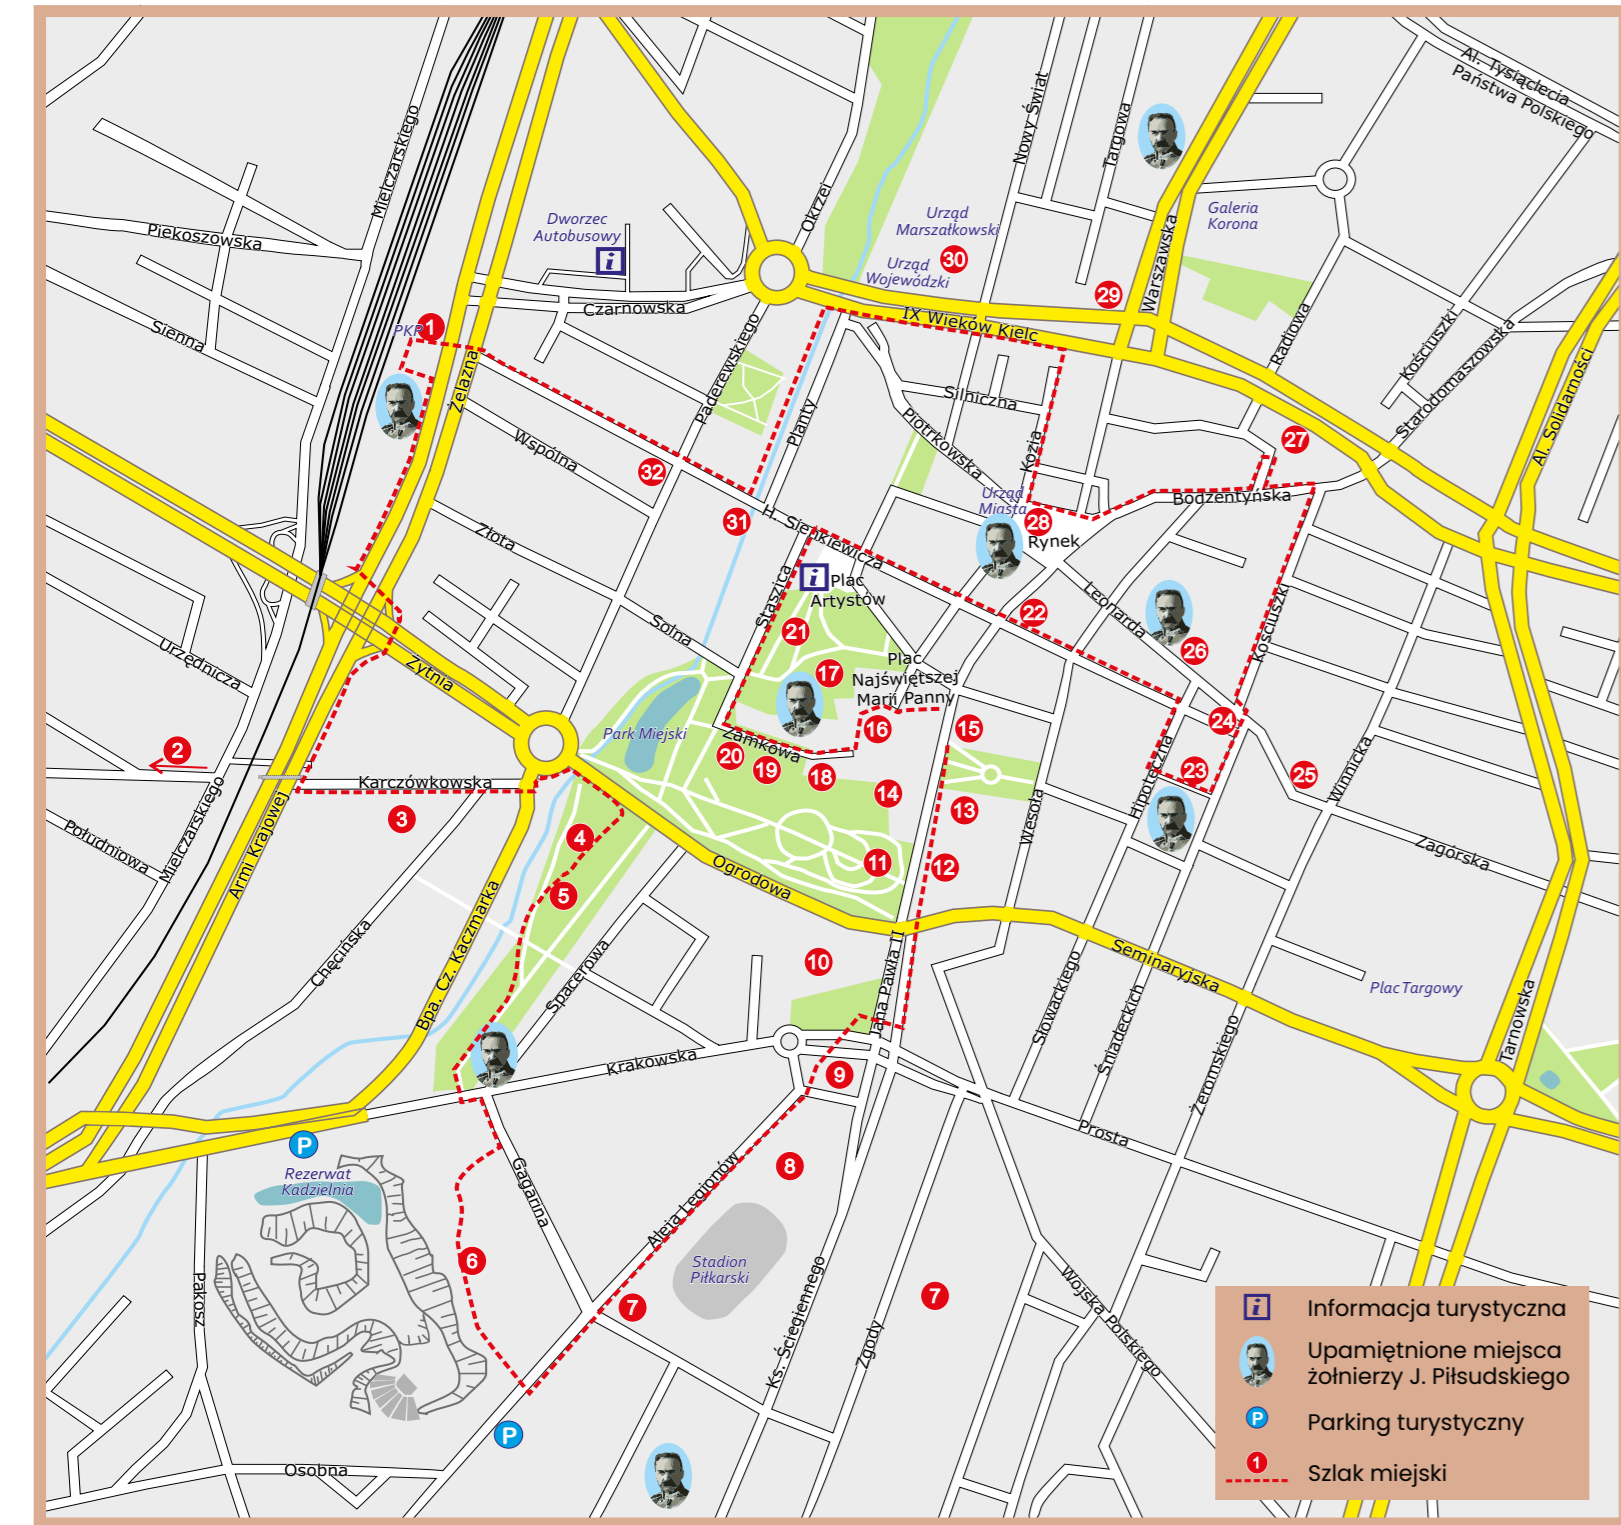 Al. Tysiąclecia
Państwa Polskiego
Mielczarskiego
Nowy Świat
Targowa
Okrzei
Galeria
Korona
Urząd
Marszałkowski
30
Urząd
Wojewódzki
Dworzec
Autobusowy
i
Piekoszowska
Warszawska
29
Czarnowska
IX Wieków Kielc
Radiowa
Sienna
PKP
1
Żelazna
Paderewskiego
Kościuszki
Starodomaszowska
Al. Solidarności
Silniczna
Planty
Piotrkowska
Kozia
27
Wspólna
32
Bodzentyńska
Urząd
Miasta
28
Rynek
31
H. Sienkiewicza
Złota
i
Plac
Artystów
Staszica
Leonarda
22
Kościuszki
21
Solna
26
Urzędnicza
Żytnia
17
Plac
Najświętszej
Marii Panny
Park Miejski
Zamkowa
16
15
24
2
20
19
18
Hipoteczna
23
25
Winnicka
Karczówkowska
14
13
Wesoła
3
Mielczarskiego
Armi Krajowej
Południowa
4
11
12
Ogrodowa
Zagórska
5
Bpa. Cz. Kaczmarka
Chęcińska
Spacerowa
10
Jana Pawła II
Seminaryjska
Plac Targowy
Słowackiego
Śniadeckich
Żeromskiego
Tarnowska
Krakowska
9
Prosta
P
Rezerwat
Kadzielnia
Gagarina
8
Aleja Legionów
6
Stadion
Piłkarski
7
7
Pakosz
Ks. Ściegiennego
Zgody
Wojska Polskiego
P
Osobna
i
Informacja turystyczna
Upamiętnione miejsca
żołnierzy J. Piłsudskiego
P
Parking turystyczny
1
Szlak miejski